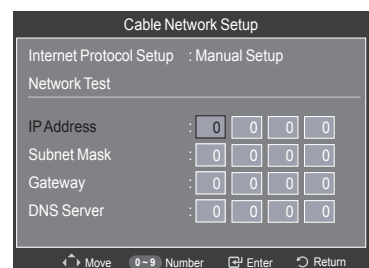 Cable Network Setup
Internet Protocol Setup : Manual Setup
Network Test
IP Address : 0 0 0 0
Subnet Mask : 0 0 0 0
Gateway : 0 0 0 0
DNS Server : 0 0 0 0
Move 0~9 Number Enter Return